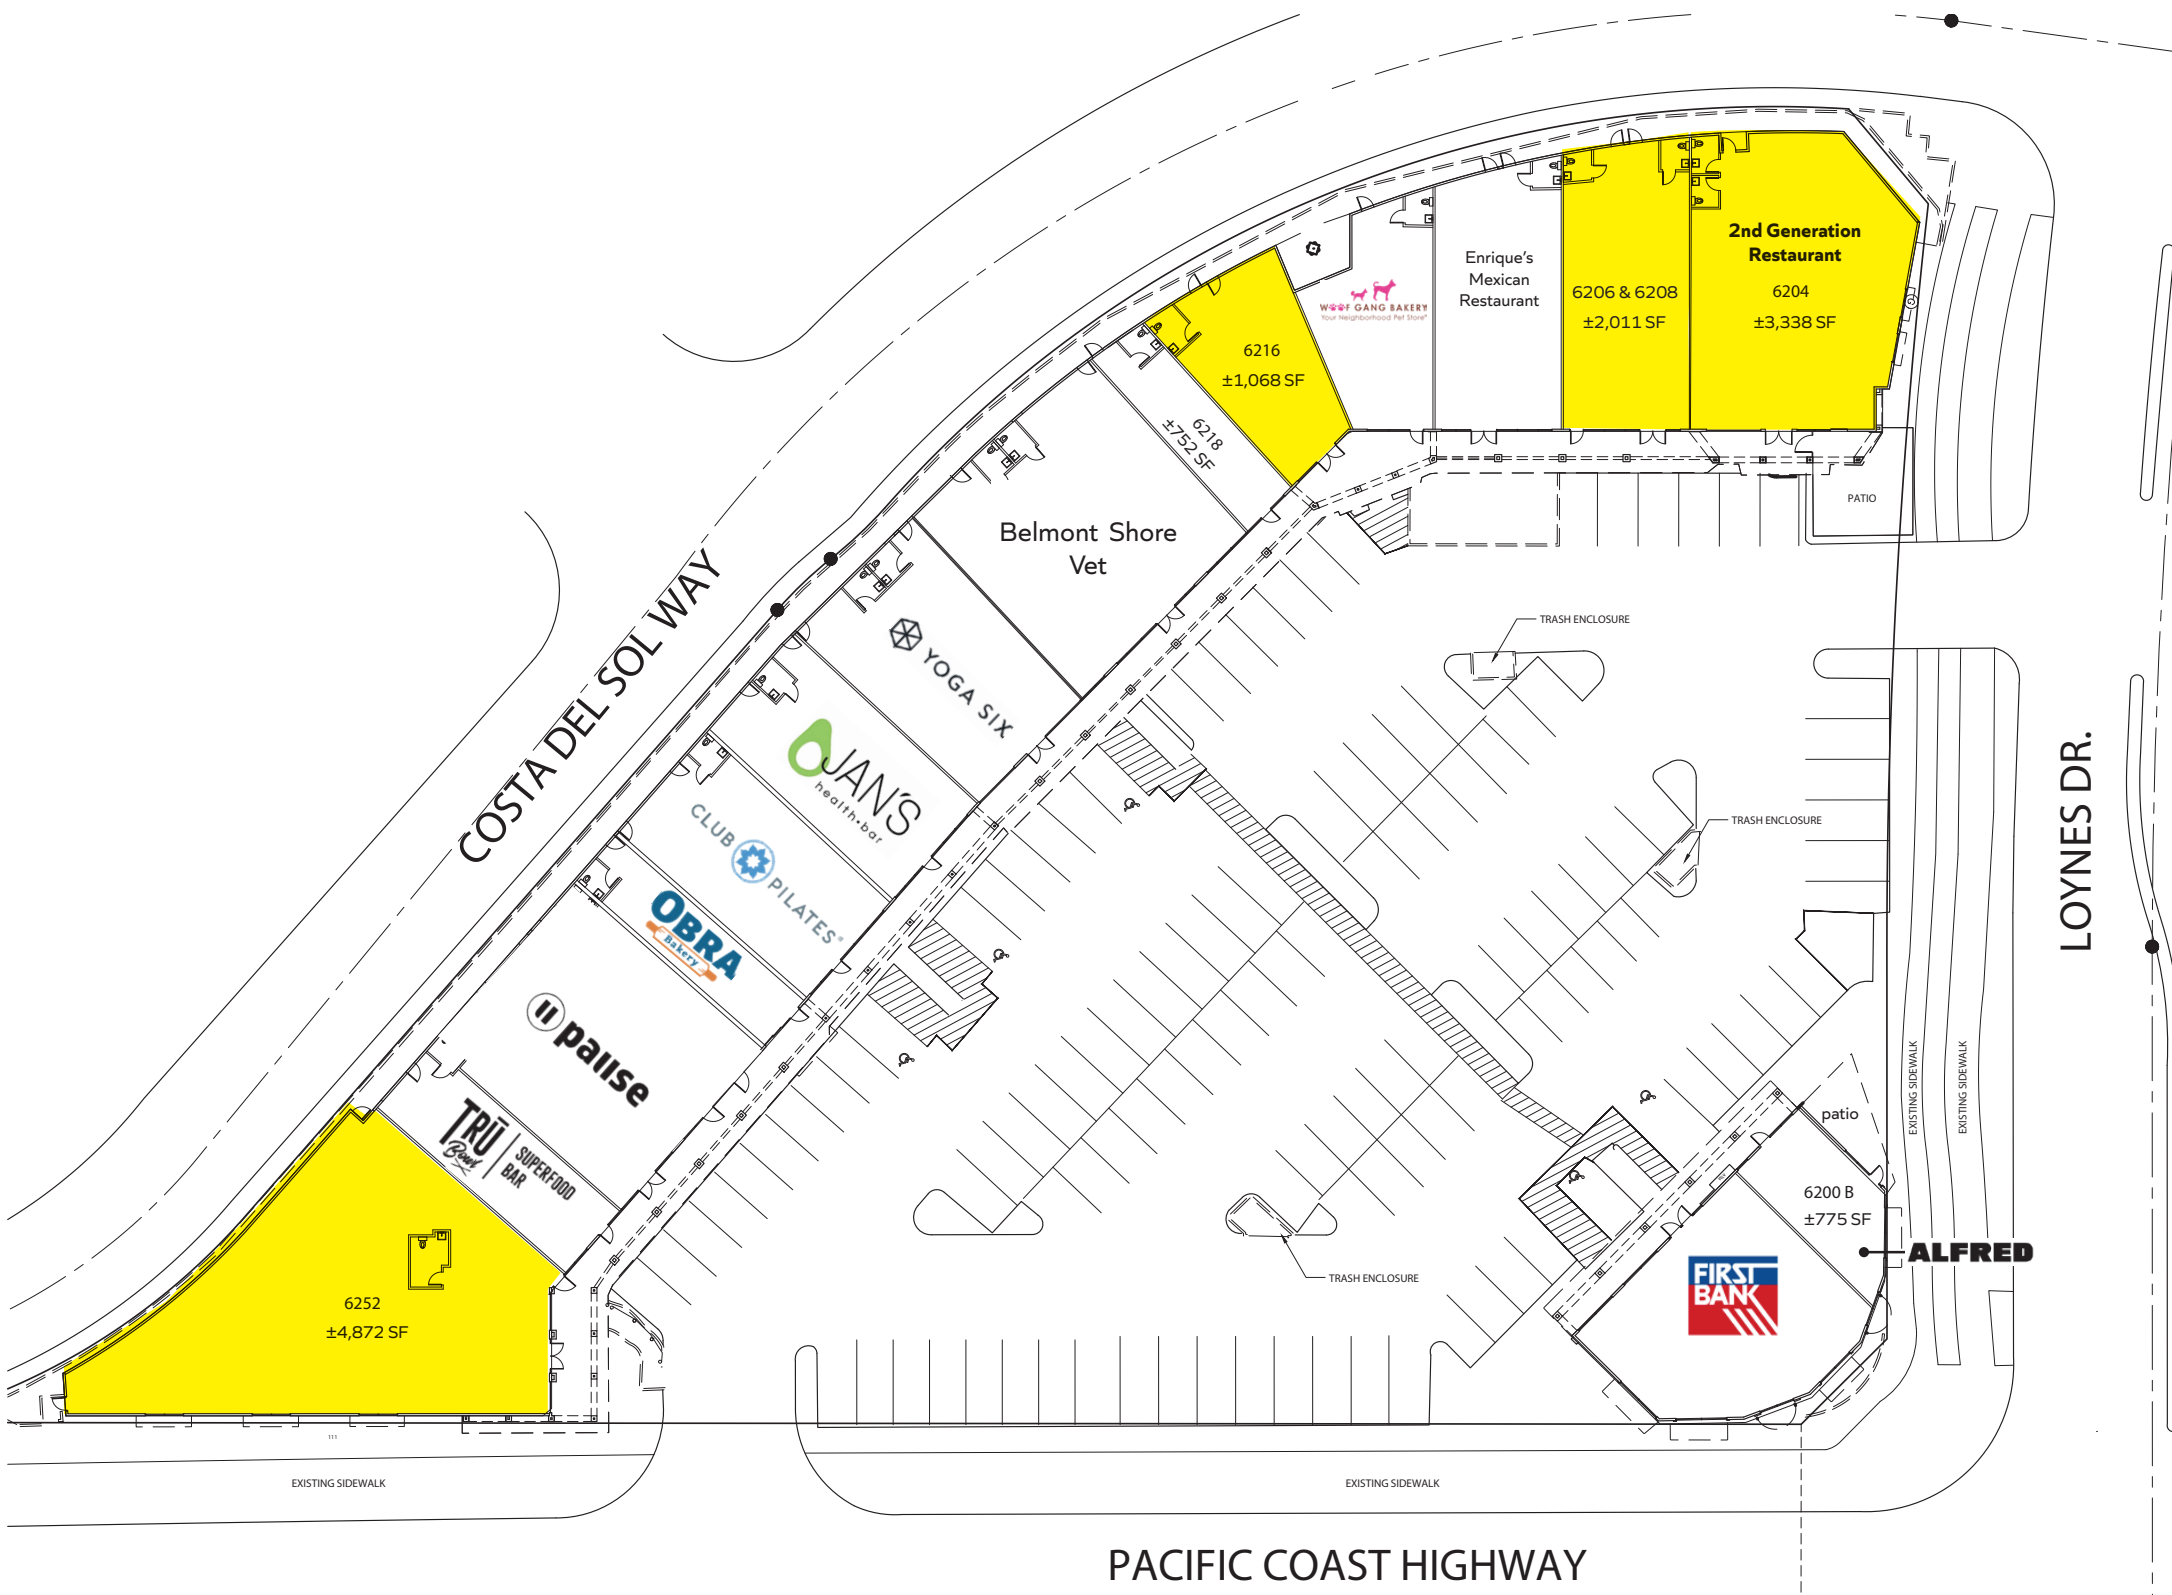 2nd Generation
Restaurant
6204
±3,338 SF
6206 & 6208
±2,011 SF
Enrique's
Mexican
Restaurant
WOOF GANG BAKERY
Your Neighborhood Pet Store®
6216
±1,068 SF
6218
±752 SF
Belmont Shore
Vet
YOGA SIX
JAN'S
health•bar
CLUB PILATES®
OBRA
Bakery
pause
TRŪ
Bowl
SUPERFOOD
BAR
6252
±4,872 SF
COSTA DEL SOL WAY
PATIO
TRASH ENCLOSURE
TRASH ENCLOSURE
TRASH ENCLOSURE
LOYNES DR.
EXISTING SIDEWALK
EXISTING SIDEWALK
patio
6200 B
±775 SF
ALFRED
FIRST
BANK
EXISTING SIDEWALK
EXISTING SIDEWALK
PACIFIC COAST HIGHWAY